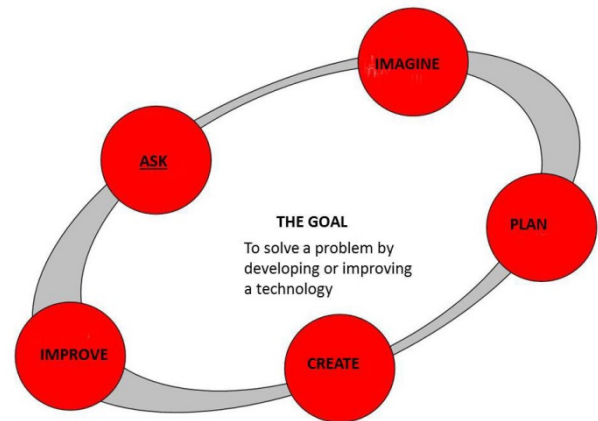 IMAGINE
ASK
PLAN
THE GOAL
To solve a problem by
developing or improving
a technology
IMPROVE
CREATE